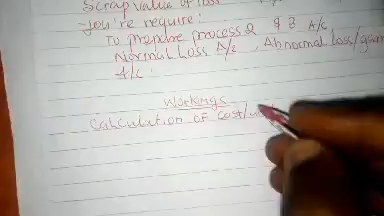 Scrap value of loss
you're require:
To prepare process 2 & 3 A/c
Normal Loss A/c, Abnormal Loss/gain
A/c.
Workings
Calculation of cost/